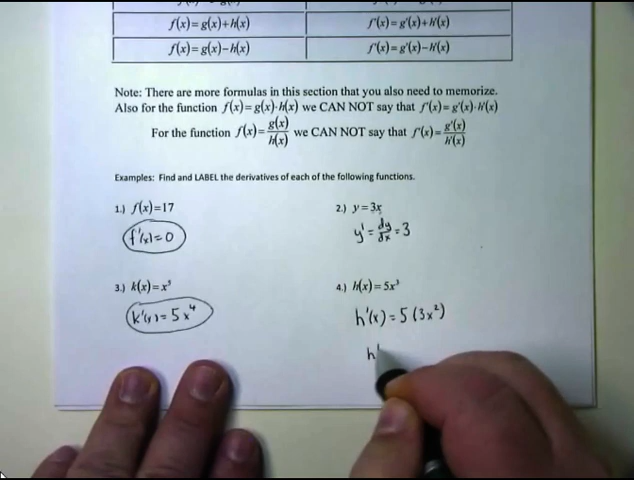 f(x)=g(x)+h(x) f'(x)=g'(x)+h'(x)
f(x)=g(x)−h(x) f'(x)=g'(x)−h'(x)
Note: There are more formulas in this section that you also need to memorize.
Also for the function f(x)=g(x)·h(x) we CAN NOT say that f'(x)=g'(x)·h'(x)
For the function f(x)=g(x)/h(x) we CAN NOT say that f'(x)=g'(x)/h'(x)
Examples: Find and LABEL the derivatives of each of the following functions.
1.) f(x)=17 2.) y=3x
f'(x)=0 y'=dy/dx=3
3.) k(x)=x⁵ 4.) h(x)=5x³
k'(x)=5x⁴ h'(x)=5(3x²)
h'